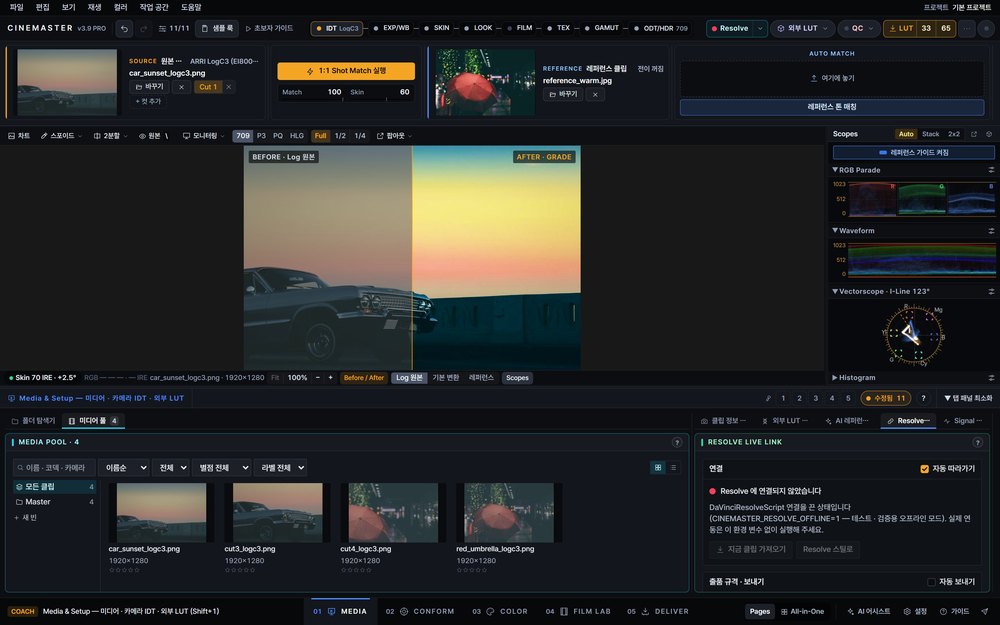 파일 편집 보기 재생 컬러 작업 공간 도움말
프로젝트 기본 프로젝트
CINEMASTER v3.9 PRO
11/11 샘플 룩 초보자 가이드
IDT LogC3 EXP/WB SKIN LOOK FILM TEX GAMUT ODT/HDR 709
Resolve 외부 LUT QC LUT 33 65
SOURCE 원본 ··· ARRI LogC3 (EI800···
car_sunset_logc3.png
바꾸기 × Cut 1 ×
+ 컷 추가
1:1 Shot Match 실행
Match 100 Skin 60
REFERENCE 레퍼런스 클립 전이 꺼짐
reference_warm.jpg
바꾸기 ×
AUTO MATCH
여기에 놓기
레퍼런스 톤 매칭
차트 스포이드 2분할 원본 \ 모니터링 709 P3 PQ HLG Full 1/2 1/4 팝아웃
BEFORE · Log 원본
AFTER · GRADE
Scopes Auto Stack 2x2
레퍼런스 가이드 켜짐
RGB Parade
1023
512
0
R G B
Waveform
1023
512
0
Vectorscope · I-Line 123°
R Mg B Cy G Yl
Histogram
Skin 70 IRE · +2.5° RGB — — — · — IRE car_sunset_logc3.png · 1920×1280 Fit 100% − + Before / After Log 원본 기본 변환 레퍼런스 Scopes
Media & Setup — 미디어 · 카메라 IDT · 외부 LUT
1 2 3 4 5 수정됨 11 ? ▼ 탭 패널 최소화
폴더 탐색기 미디어 풀 4
클립 정보 ··· 외부 LUT ··· AI 레퍼런··· Resolve··· Signal ···
MEDIA POOL · 4 ?
이름 · 코덱 · 카메라 이름순 전체 별점 전체 라벨 전체
모든 클립 4
Master 4
+ 새 빈
car_sunset_logc3.png
1920×1280
cut3_logc3.png
1920×1280
cut4_logc3.png
1920×1280
red_umbrella_logc3.png
1920×1280
RESOLVE LIVE LINK ?
연결 자동 따라가기
Resolve 에 연결되지 않았습니다
DaVinciResolveScript 연결을 끈 상태입니다
(CINEMASTER_RESOLVE_OFFLINE=1 — 테스트 · 검증용 오프라인 모드). 실제 연
동은 이 환경 변수 없이 실행해 주세요.
지금 클립 가져오기 Resolve 스틸로
출품 규격 · 보내기 자동 보내기
COACH Media & Setup — 미디어 · 카메라 IDT · 외부 LUT (Shift+1)
01 MEDIA 02 CONFORM 03 COLOR 04 FILM LAB 05 DELIVER
Pages All-in-One AI 어시스트 설정 가이드